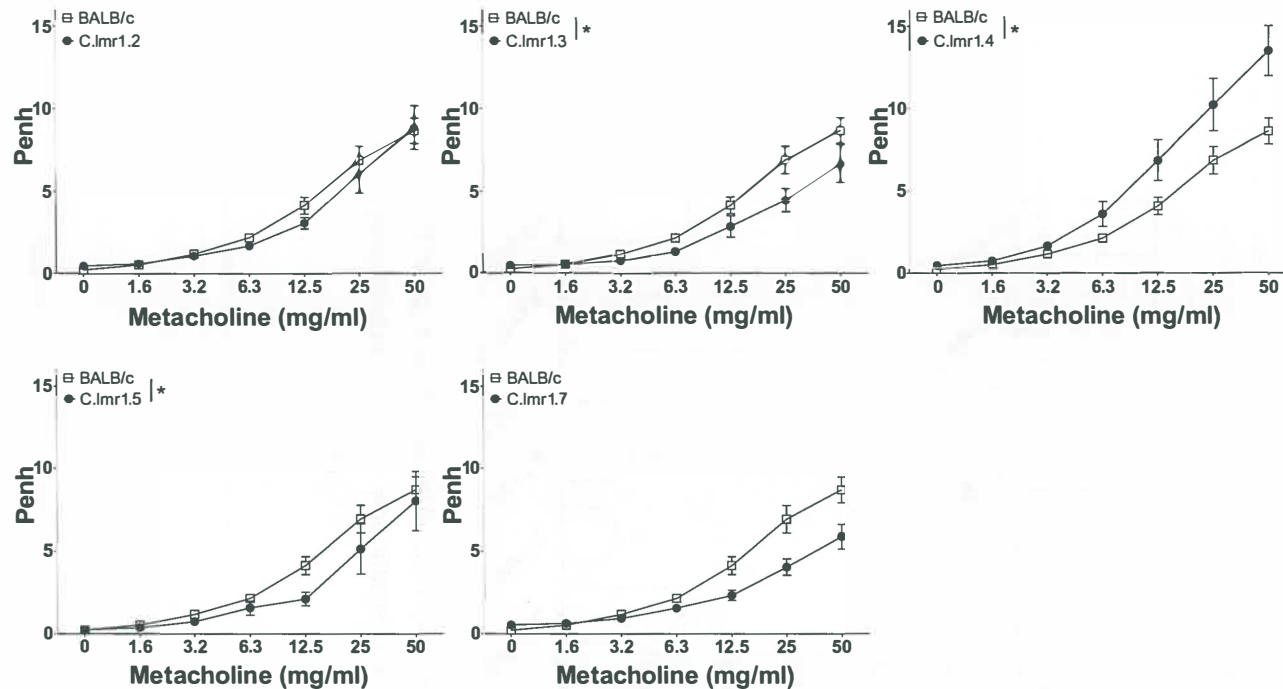 15
BALB/c
C.lmr1.2
10
Penh
5
0
0 1.6 3.2 6.3 12.5 25 50
Metacholine (mg/ml)
15
BALB/c
C.lmr1.3 *
10
Penh
5
0
0 1.6 3.2 6.3 12.5 25 50
Metacholine (mg/ml)
15
BALB/c
C.lmr1.4 *
10
Penh
5
0
0 1.6 3.2 6.3 12.5 25 50
Metacholine (mg/ml)
15
BALB/c
C.lmr1.5 *
10
Penh
5
0
0 1.6 3.2 6.3 12.5 25 50
Metacholine (mg/ml)
15
BALB/c
C.lmr1.7
10
Penh
5
0
0 1.6 3.2 6.3 12.5 25 50
Metacholine (mg/ml)